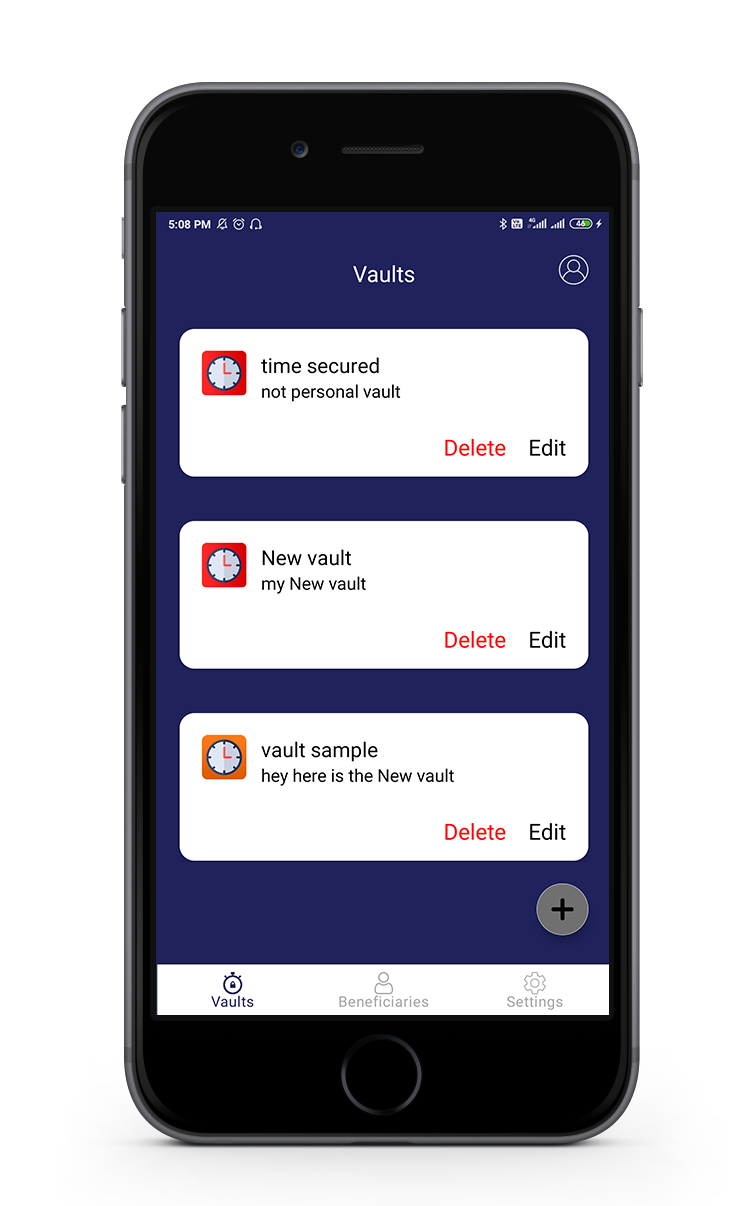 5:08 PM
4G
46
Vaults
time secured
not personal vault
Delete Edit
New vault
my New vault
Delete Edit
vault sample
hey here is the New vault
Delete Edit
Vaults Beneficiaries Settings